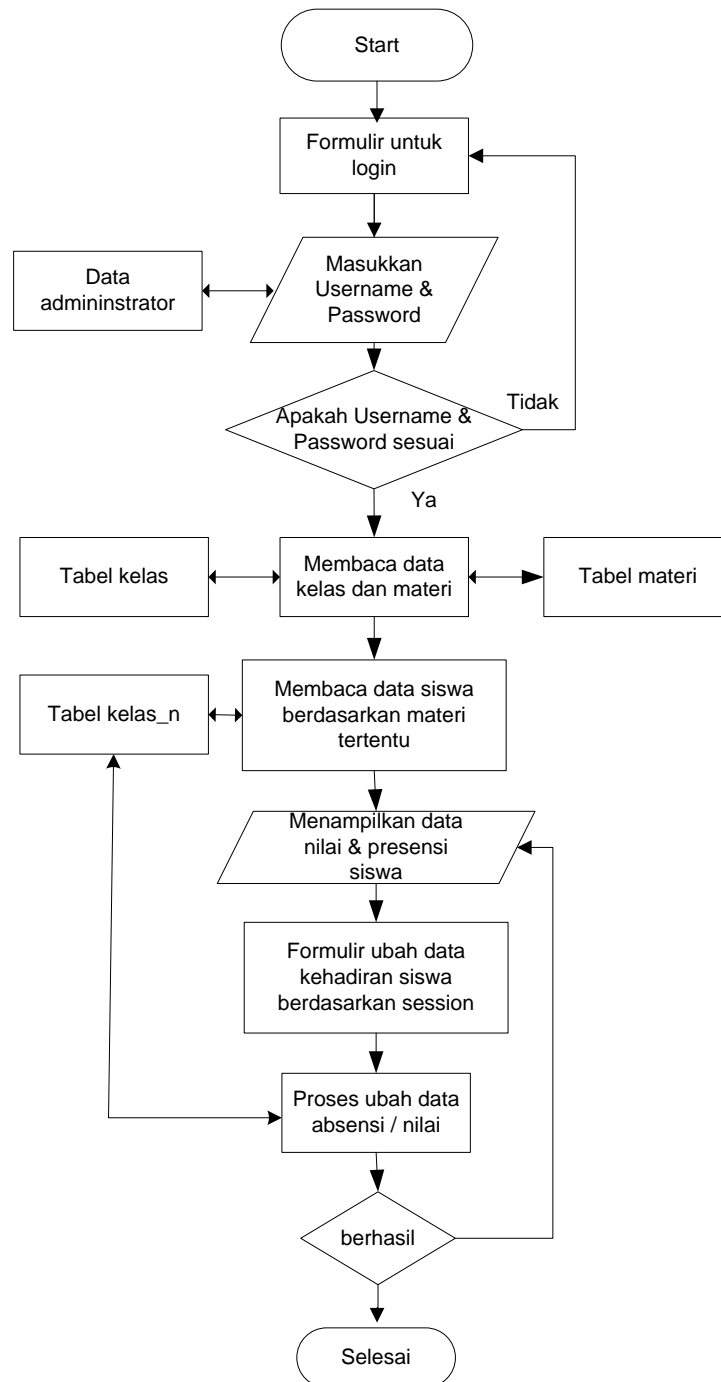 Start
Formulir untuk
login
Data
admininstrator
Masukkan
Username &
Password
Apakah Username &
Password sesuai
Tidak
Ya
Tabel kelas
Membaca data
kelas dan materi
Tabel materi
Tabel kelas_n
Membaca data siswa
berdasarkan materi
tertentu
Menampilkan data
nilai & presensi
siswa
Formulir ubah data
kehadiran siswa
berdasarkan session
Proses ubah data
absensi / nilai
berhasil
Selesai